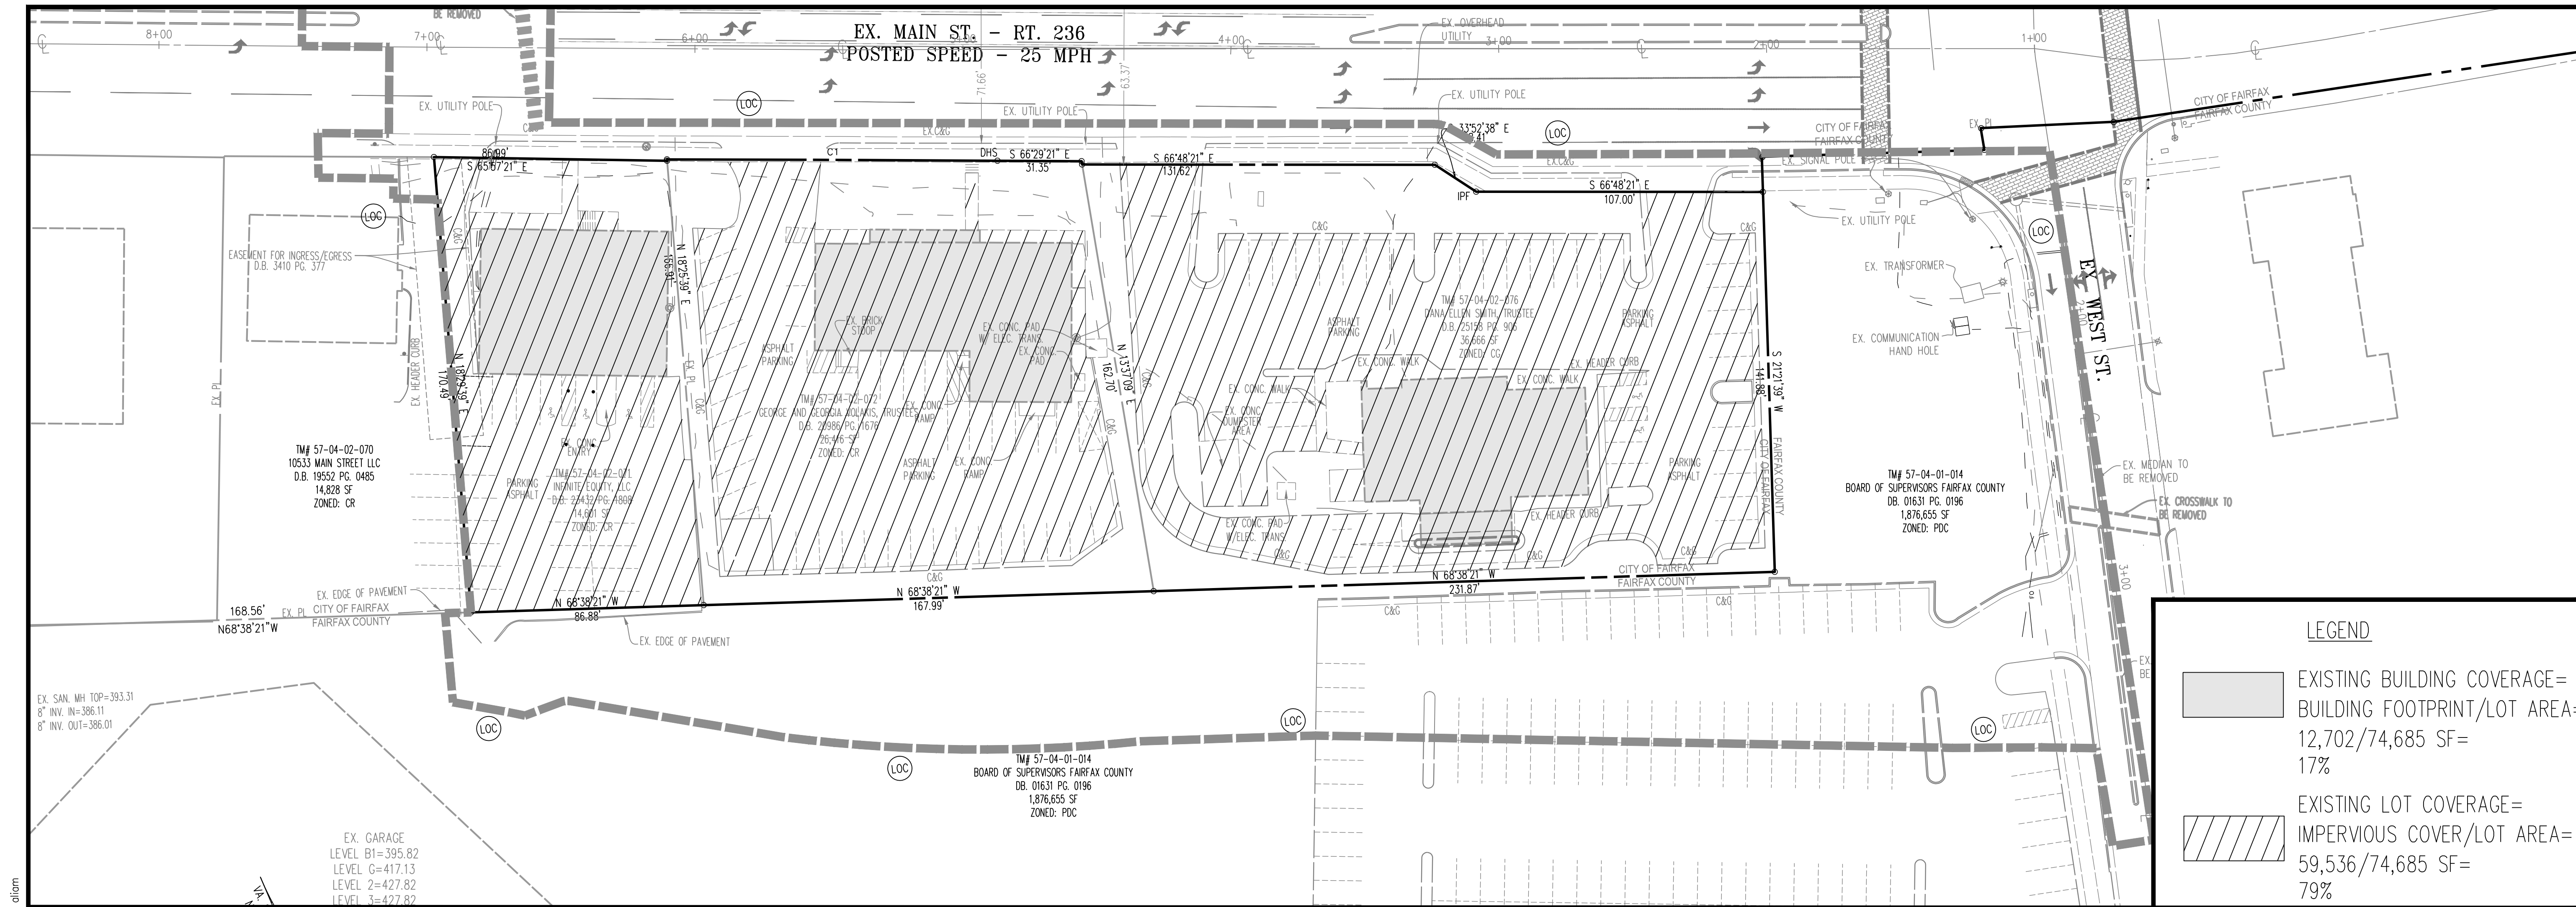 BE REMOVED
8+00
7+00
6+00
4+00
3+00
2+00
1+00
EX. MAIN ST. - RT. 236
POSTED SPEED - 25 MPH
EX. OVERHEAD
UTILITY
71.66'
63.37'
LOC
EX. UTILITY POLE
EX. UTILITY POLE
EX. UTILITY POLE
C&G
EX.C&G
LOC
33°52'38" E
CITY OF FAIRFAX
FAIRFAX COUNTY
EX. PL
CITY OF FAIRFAX
FAIRFAX COUNTY
86.99'
S 65°67'21" E
C1
DHS
S 66°29'21" E
31.35'
S 66°48'21" E
131.62'
EX.C&G
IPF
S 66°48'21" E
107.00'
EX. SIGNAL POLE
EX. UTILITY POLE
LOC
LOC
EASEMENT FOR INGRESS/EGRESS
D.B. 3410 PG. 377
C&G
N 18°25'39" E
166.91'
C&G
C&G
EX. TRANSFORMER
EX. COMMUNICATION
HAND HOLE
EX. WEST ST.
2+00
EX. PL
EX. HEADER CURB
N 18°29'39" E
170.49'
EX. PL
C&G
ASPHALT
PARKING
EX. BRICK
STOOP
EX. CONC. PAD
W/ ELEC. TRANS.
EX. CONC.
PAD
N 13°37'09" E
162.70'
C&G
C&G
ASPHALT
PARKING
TM# 57-04-02-076
DANA ELLEN SMITH, TRUSTEE
D.B. 25158 PG. 906
36,666 SF
ZONED: CG
PARKING
ASPHALT
EX. CONC. WALK
EX. CONC. WALK
EX. CONC. WALK
EX. HEADER CURB
S 21°21'39" W
141.88'
EX. CONC.
DUMPSTER
AREA
TM# 57-04-02-072
GEORGE AND GEORGIA VOLAXIS, TRUSTEES
D.B. 20986 PG. 1676
26,416 SF
ZONED: CR
EX. CONC.
RAMP
EX. CONC.
RAMP
ASPHALT
PARKING
EX. CONC.
ENTRY
PARKING
ASPHALT
TM# 57-04-02-071
INFINITE EQUITY, LLC
D.B. 23432 PG. 1808
14,601 SF
ZONED: CR
TM# 57-04-02-070
10533 MAIN STREET LLC
D.B. 19552 PG. 0485
14,828 SF
ZONED: CR
PARKING
ASPHALT
CITY OF FAIRFAX
FAIRFAX COUNTY
TM# 57-04-01-014
BOARD OF SUPERVISORS FAIRFAX COUNTY
DB. 01631 PG. 0196
1,876,655 SF
ZONED: PDC
EX. MEDIAN TO
BE REMOVED
EX. CROSSWALK TO
BE REMOVED
3+00
EX. CONC. PAD
W/ELEC. TRANS.
EX. HEADER CURB
C&G
C&G
C&G
C&G
EX. EDGE OF PAVEMENT
168.56'
N68°38'21"W
EX. PL
CITY OF FAIRFAX
FAIRFAX COUNTY
N 68°38'21" W
86.88'
N 68°38'21" W
167.99'
N 68°38'21" W
231.87'
CITY OF FAIRFAX
FAIRFAX COUNTY
C&G
C&G
EX. EDGE OF PAVEMENT
EX. SAN. MH TOP=393.31
8" INV. IN=386.11
8" INV. OUT=386.01
LOC
LOC
LOC
LOC
TM# 57-04-01-014
BOARD OF SUPERVISORS FAIRFAX COUNTY
DB. 01631 PG. 0196
1,876,655 SF
ZONED: PDC
EX. GARAGE
LEVEL B1=395.82
LEVEL G=417.13
LEVEL 2=427.82
LEVEL 3=427.82
VA.
aliam
LEGEND
EXISTING BUILDING COVERAGE=
BUILDING FOOTPRINT/LOT AREA=
12,702/74,685 SF=
17%
EXISTING LOT COVERAGE=
IMPERVIOUS COVER/LOT AREA=
59,536/74,685 SF=
79%